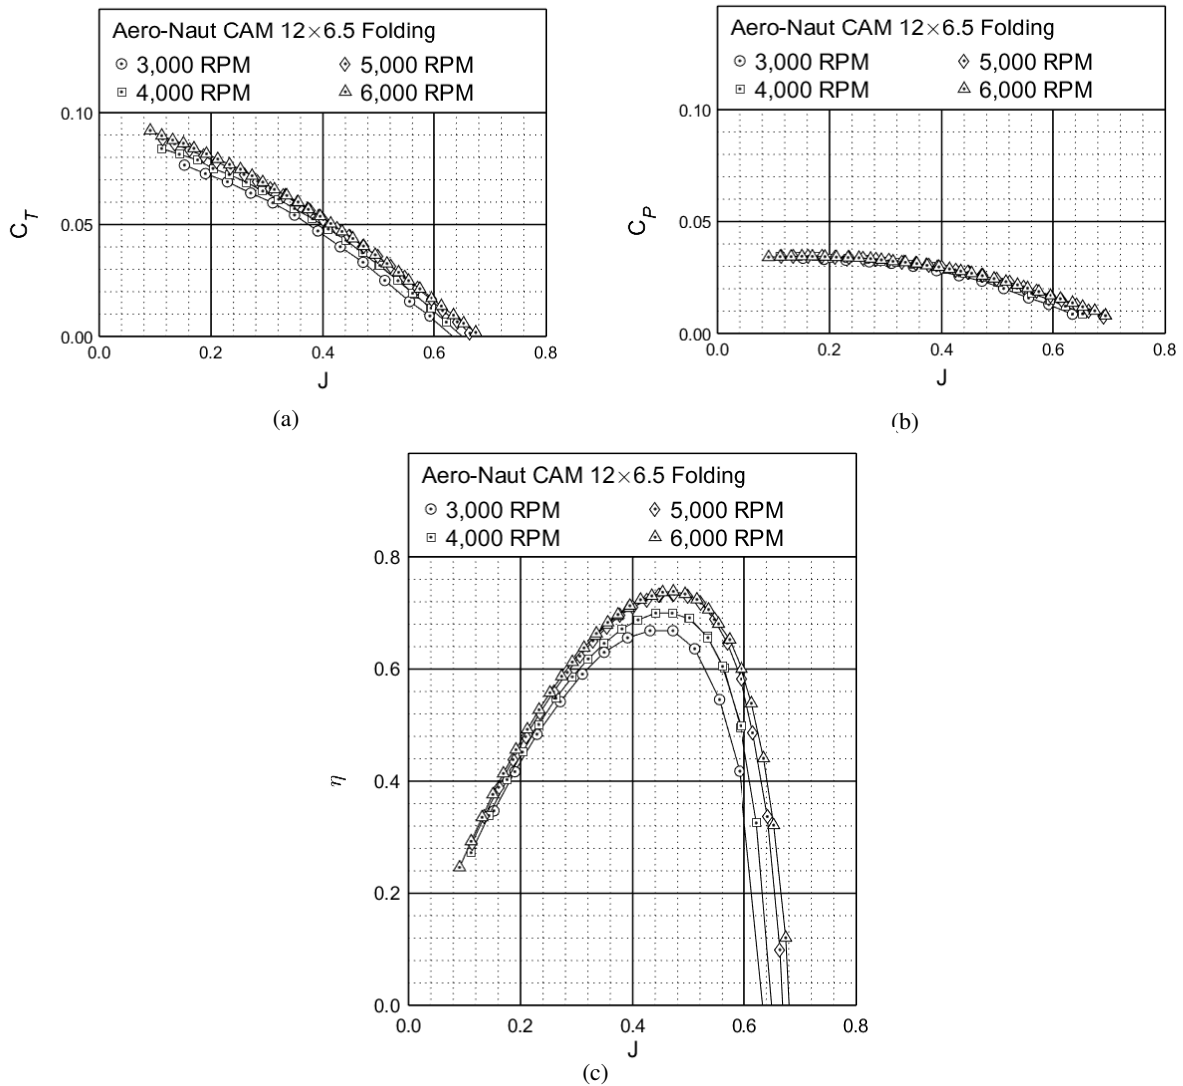 Aero-Naut CAM 12×6.5 Folding
3,000 RPM 5,000 RPM
4,000 RPM 6,000 RPM
0.10
0.05
0.00
C_T
0.0 0.2 0.4 0.6 0.8
J
(a)
Aero-Naut CAM 12×6.5 Folding
3,000 RPM 5,000 RPM
4,000 RPM 6,000 RPM
0.10
0.05
0.00
C_P
0.0 0.2 0.4 0.6 0.8
J
(b)
Aero-Naut CAM 12×6.5 Folding
3,000 RPM 5,000 RPM
4,000 RPM 6,000 RPM
0.8
0.6
0.4
0.2
0.0
η
0.0 0.2 0.4 0.6 0.8
J
(c)